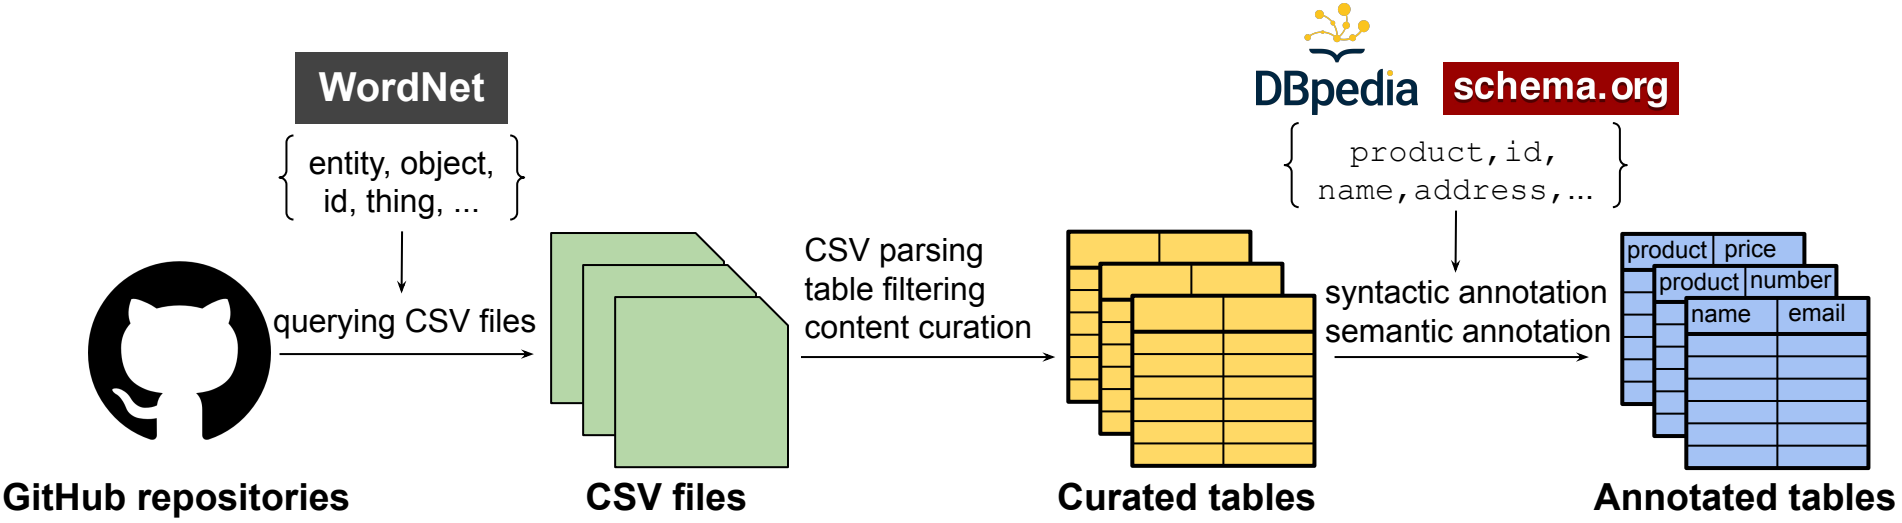 WordNet
entity, object,
id, thing, ...
querying CSV files
GitHub repositories
CSV files
CSV parsing
table filtering
content curation
Curated tables
DBpedia
schema.org
product,id,
name,address,...
syntactic annotation
semantic annotation
product price
product number
name email
Annotated tables